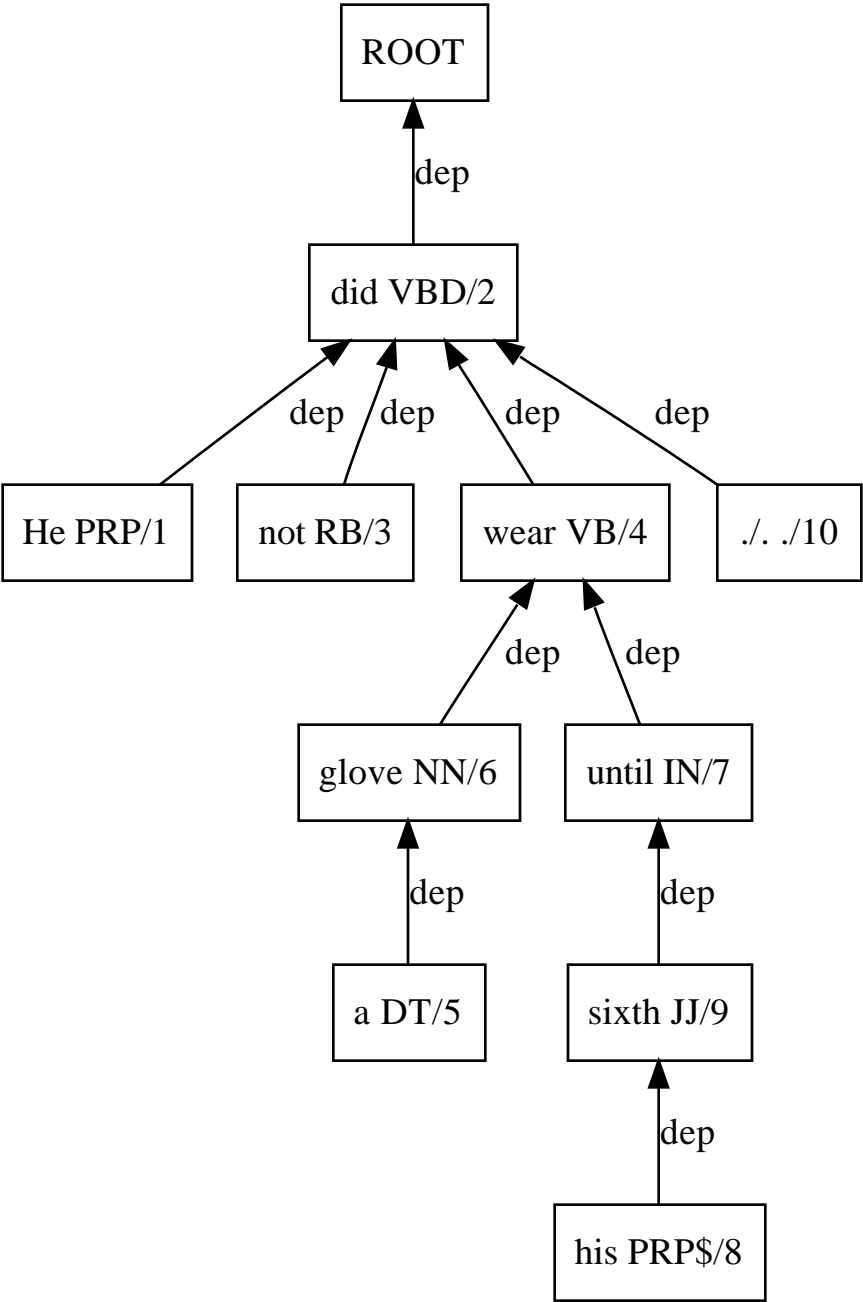 ROOT
dep
did VBD/2
dep dep dep dep
He PRP/1 not RB/3 wear VB/4 ./. ./10
dep dep
glove NN/6 until IN/7
dep dep
a DT/5 sixth JJ/9
dep
his PRP$/8